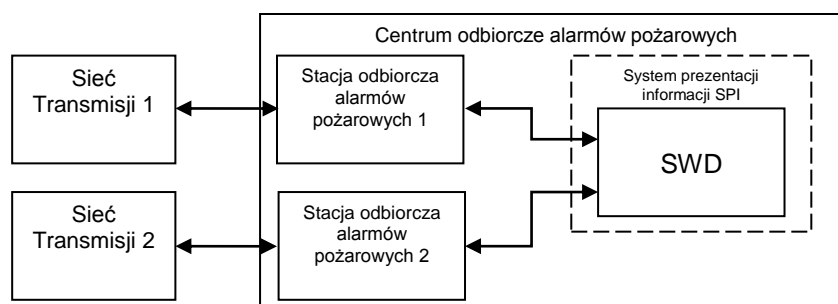 Centrum odbiorcze alarmów pożarowych
Sieć
Transmisji 1
Stacja odbiorcza
alarmów
pożarowych 1
System prezentacji
informacji SPI
SWD
Sieć
Transmisji 2
Stacja odbiorcza
alarmów
pożarowych 2